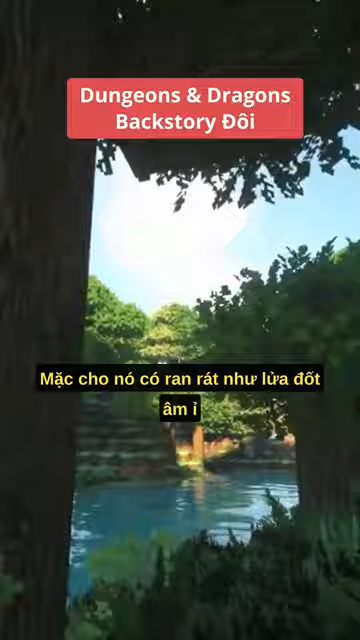 Dungeons & Dragons
Backstory Đôi
Mặc cho nó có ran rát như lửa đốt
âm ỉ